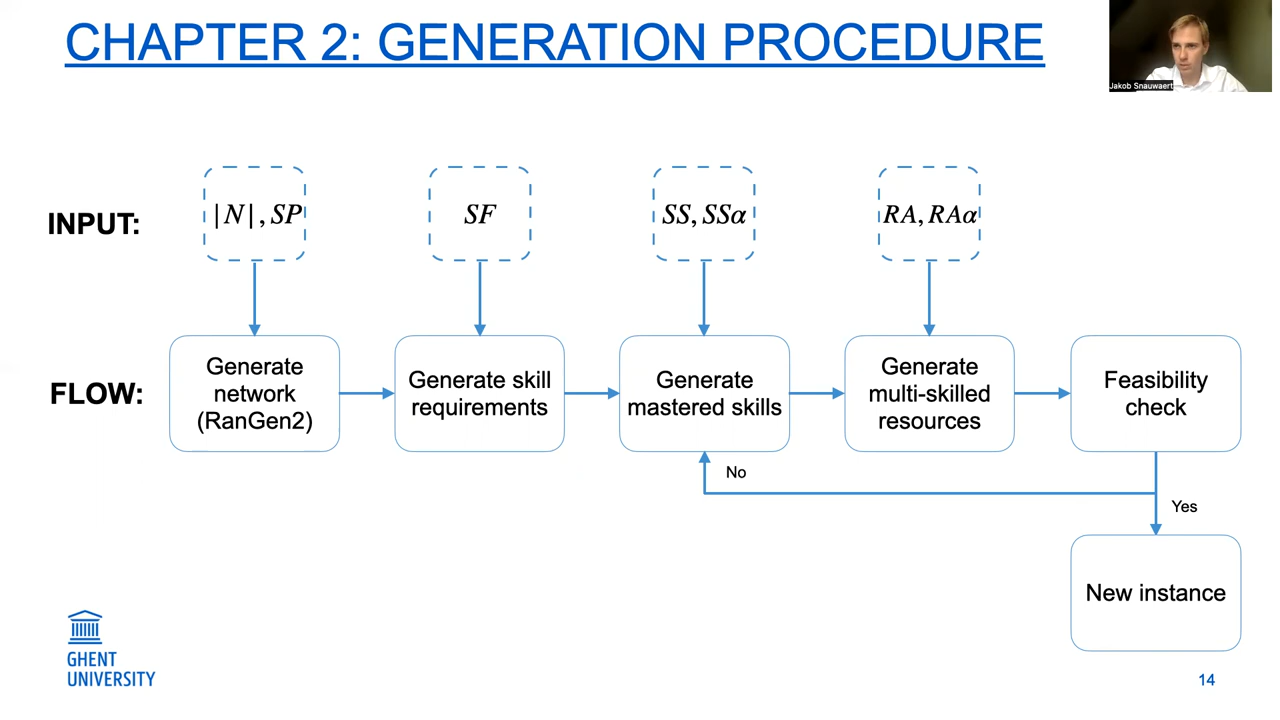 CHAPTER 2: GENERATION PROCEDURE
Jakob Snauwaert
INPUT:
|N|, SP
SF
SS, SSα
RA, RAα
FLOW:
Generate
network
(RanGen2)
Generate skill
requirements
Generate
mastered skills
Generate
multi-skilled
resources
Feasibility
check
No
Yes
New instance
GHENT
UNIVERSITY
14